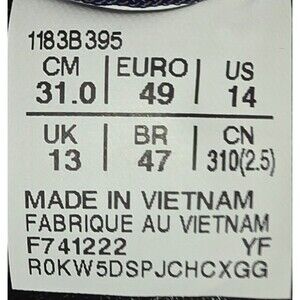 1183B395
CM EURO US
31.0 49 14
UK BR CN
13 47 310(2.5)
MADE IN VIETNAM
FABRIQUE AU VIETNAM
F741222 YF
R0KW5DSPJCHCXGG